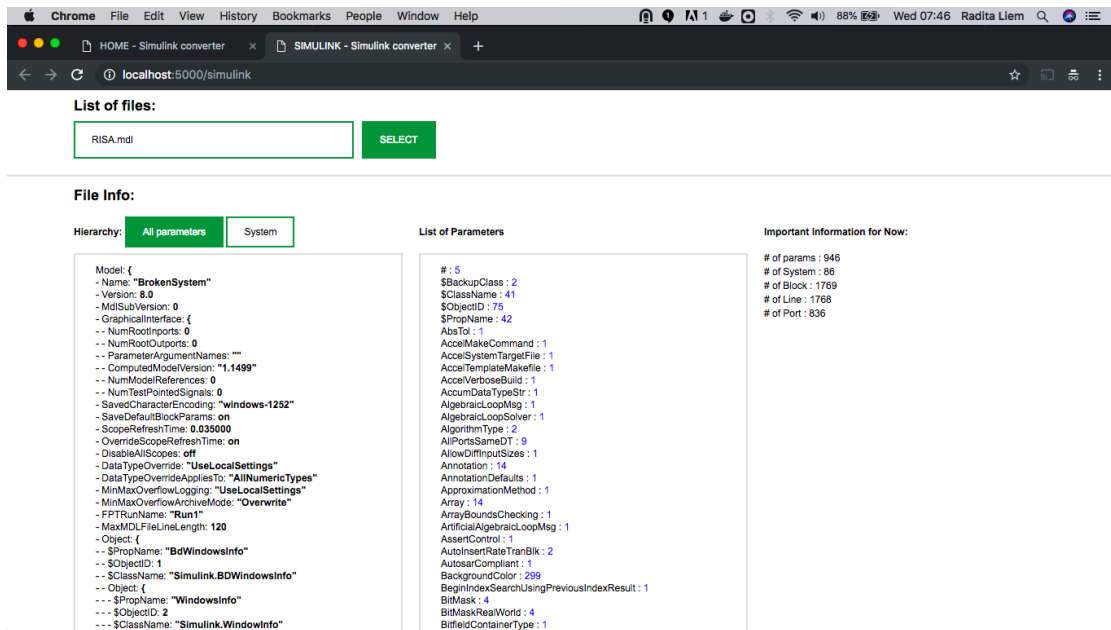 Chrome File Edit View History Bookmarks People Window Help 1 88% Wed 07:46 Radita Liem
HOME - Simulink converter × SIMULINK - Simulink converter × +
localhost:5000/simulink
List of files:
RISA.mdl SELECT
File Info:
Hierarchy: All parameters System
Model: {
- Name: "BrokenSystem"
- Version: 8.0
- MdlSubVersion: 0
- GraphicalInterface: {
- - NumRootInports: 0
- - NumRootOutports: 0
- - ParameterArgumentNames: ""
- - ComputedModelVersion: "1.1499"
- - NumModelReferences: 0
- - NumTestPointedSignals: 0
- SavedCharacterEncoding: "windows-1252"
- SaveDefaultBlockParams: on
- ScopeRefreshTime: 0.035000
- OverrideScopeRefreshTime: on
- DisableAllScopes: off
- DataTypeOverride: "UseLocalSettings"
- DataTypeOverrideAppliesTo: "AllNumericTypes"
- MinMaxOverflowLogging: "UseLocalSettings"
- MinMaxOverflowArchiveMode: "Overwrite"
- FPTRunName: "Run1"
- MaxMDLFileLineLength: 120
- Object: {
- - $PropName: "BdWindowsInfo"
- - $ObjectID: 1
- - $ClassName: "Simulink.BDWindowsInfo"
- - Object: {
- - - $PropName: "WindowsInfo"
- - - $ObjectID: 2
- - - $ClassName: "Simulink.WindowInfo"
List of Parameters
# : 5
$BackupClass : 2
$ClassName : 41
$ObjectID : 75
$PropName : 42
AbsTol : 1
AccelMakeCommand : 1
AccelSystemTargetFile : 1
AccelTemplateMakefile : 1
AccelVerboseBuild : 1
AccumDataTypeStr : 1
AlgebraicLoopMsg : 1
AlgebraicLoopSolver : 1
AlgorithmType : 2
AllPortsSameDT : 9
AllowDiffInputSizes : 1
Annotation : 14
AnnotationDefaults : 1
ApproximationMethod : 1
Array : 14
ArrayBoundsChecking : 1
ArtificialAlgebraicLoopMsg : 1
AssertControl : 1
AutoInsertRateTranBlk : 2
AutosarCompliant : 1
BackgroundColor : 299
BeginIndexSearchUsingPreviousIndexResult : 1
BitMask : 4
BitMaskRealWorld : 4
BitfieldContainerType : 1
Important Information for Now:
# of params : 946
# of System : 86
# of Block : 1769
# of Line : 1768
# of Port : 836